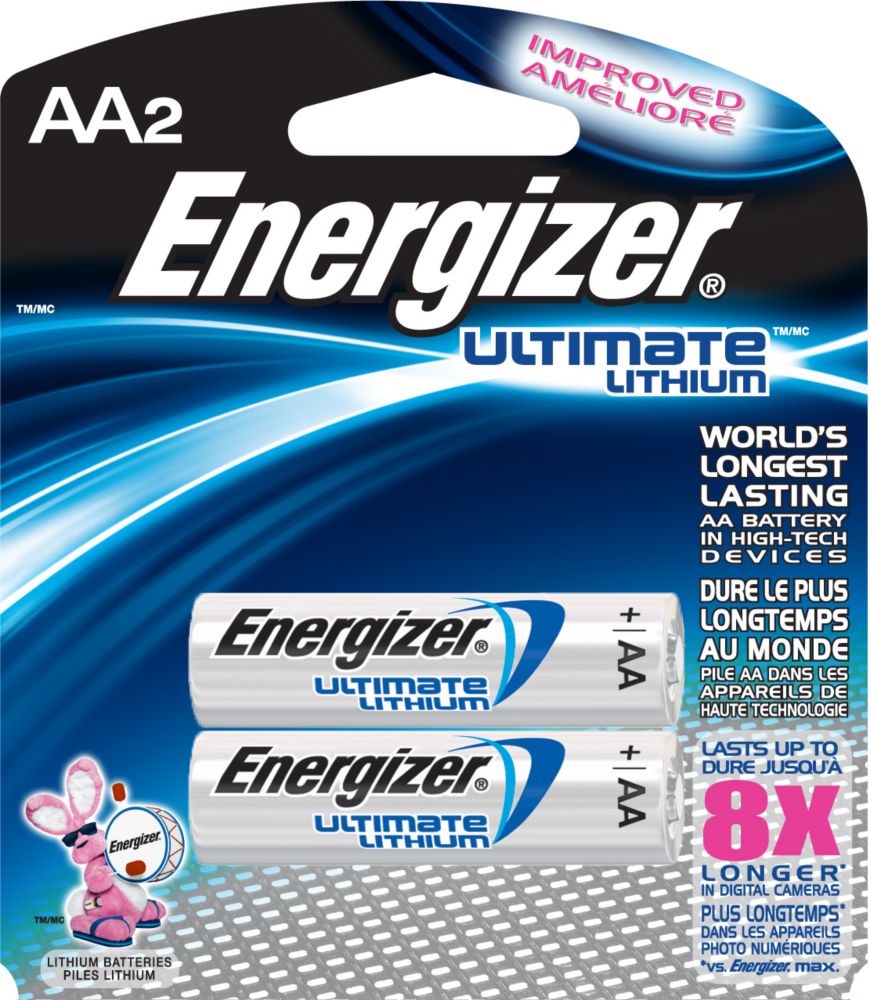 AA2
IMPROVED
AMÉLIORÉ
Energizer®
TM/MC
ULTIMATE TM/MC
LITHIUM
WORLD'S
LONGEST
LASTING
AA BATTERY
IN HIGH-TECH
DEVICES
DURE LE PLUS
LONGTEMPS
AU MONDE
PILE AA DANS LES
APPAREILS DE
HAUTE TECHNOLOGIE
Energizer®
ULTIMATE
LITHIUM
+ AA
Energizer®
ULTIMATE
LITHIUM
+ AA
LASTS UP TO
DURE JUSQU'À
8X
LONGER*
IN DIGITAL CAMERAS
PLUS LONGTEMPS*
DANS LES APPAREILS
PHOTO NUMÉRIQUES
*vs. Energizer. max.
Energizer.
TM/MC
LITHIUM BATTERIES
PILES LITHIUM